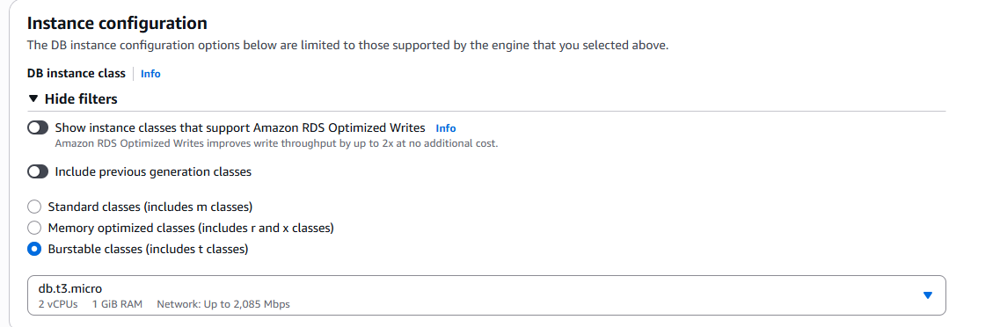 Instance configuration
The DB instance configuration options below are limited to those supported by the engine that you selected above.
DB instance class Info
Hide filters
Show instance classes that support Amazon RDS Optimized Writes Info
Amazon RDS Optimized Writes improves write throughput by up to 2x at no additional cost.
Include previous generation classes
Standard classes (includes m classes)
Memory optimized classes (includes r and x classes)
Burstable classes (includes t classes)
db.t3.micro
2 vCPUs 1 GiB RAM Network: Up to 2,085 Mbps